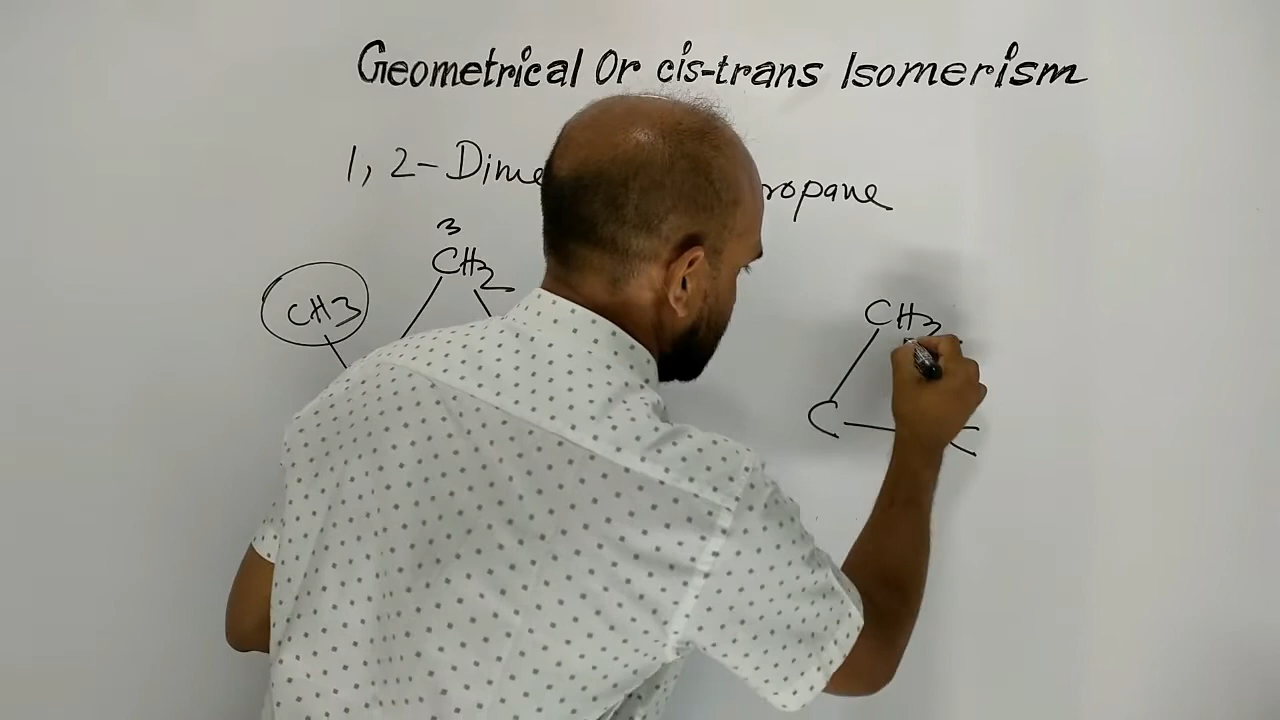 Geometrical Or cis-trans Isomerism
1, 2-Dime ropane
3
CH2
CH3
CH2
C